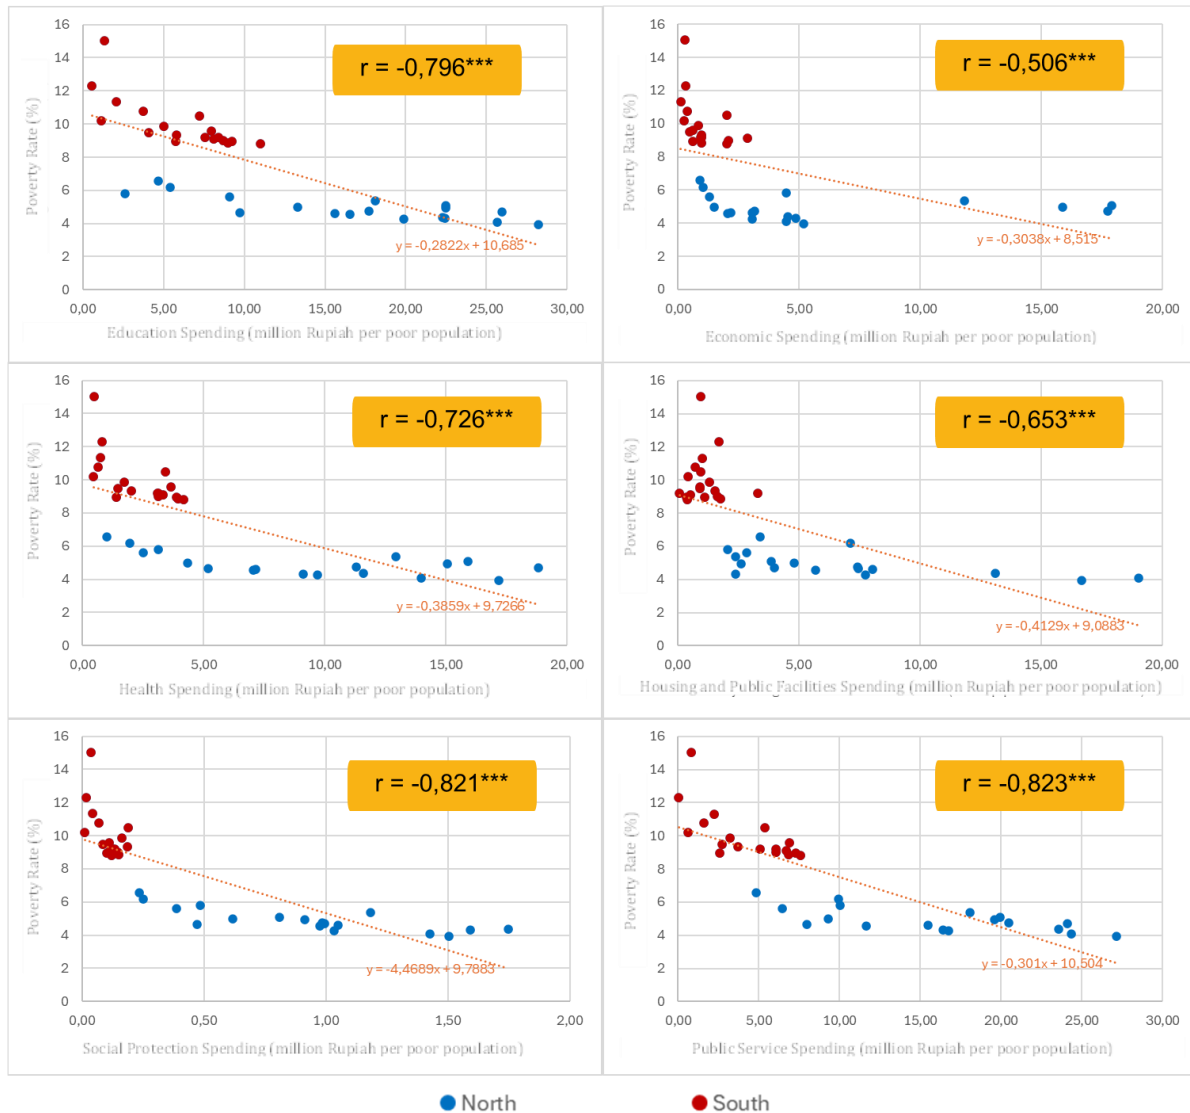 16
14
12
10
8
6
4
2
0
Poverty Rate (%)
r = -0,796***
y = -0,2822x + 10,685
0,00 5,00 10,00 15,00 20,00 25,00 30,00
Education Spending (million Rupiah per poor population)
16
14
12
10
8
6
4
2
0
Poverty Rate (%)
r = -0,506***
y = -0,3038x + 8,515
0,00 5,00 10,00 15,00 20,00
Economic Spending (million Rupiah per poor population)
16
14
12
10
8
6
4
2
0
Poverty Rate (%)
r = -0,726***
y = -0,3859x + 9,7266
0,00 5,00 10,00 15,00 20,00
Health Spending (million Rupiah per poor population)
16
14
12
10
8
6
4
2
0
Poverty Rate (%)
r = -0,653***
y = -0,4129x + 9,0883
0,00 5,00 10,00 15,00 20,00
Housing and Public Facilities Spending (million Rupiah per poor population)
16
14
12
10
8
6
4
2
0
Poverty Rate (%)
r = -0,821***
y = -4,4689x + 9,7883
0,00 0,50 1,00 1,50 2,00
Social Protection Spending (million Rupiah per poor population)
16
14
12
10
8
6
4
2
0
Poverty Rate (%)
r = -0,823***
y = -0,301x + 10,504
0,00 5,00 10,00 15,00 20,00 25,00 30,00
Public Service Spending (million Rupiah per poor population)
North South